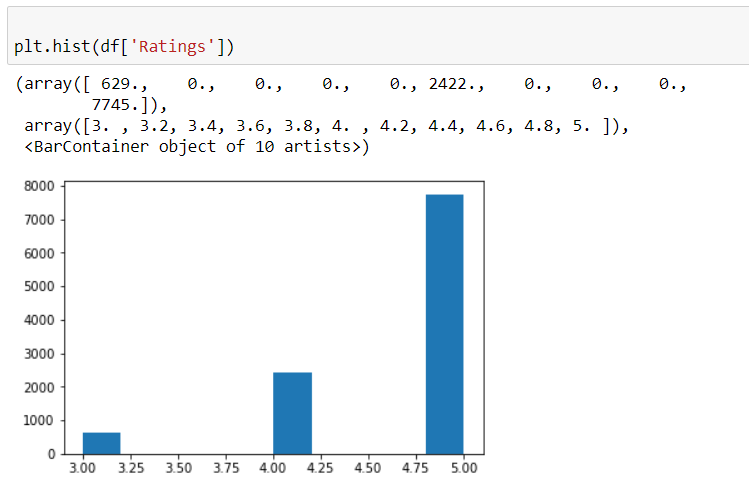 plt.hist(df['Ratings'])
(array([ 629.,    0.,    0.,    0.,    0., 2422.,    0.,    0.,    0.,
        7745.]),
 array([3. , 3.2, 3.4, 3.6, 3.8, 4. , 4.2, 4.4, 4.6, 4.8, 5. ]),
 <BarContainer object of 10 artists>)
8000
7000
6000
5000
4000
3000
2000
1000
0
3.00 3.25 3.50 3.75 4.00 4.25 4.50 4.75 5.00